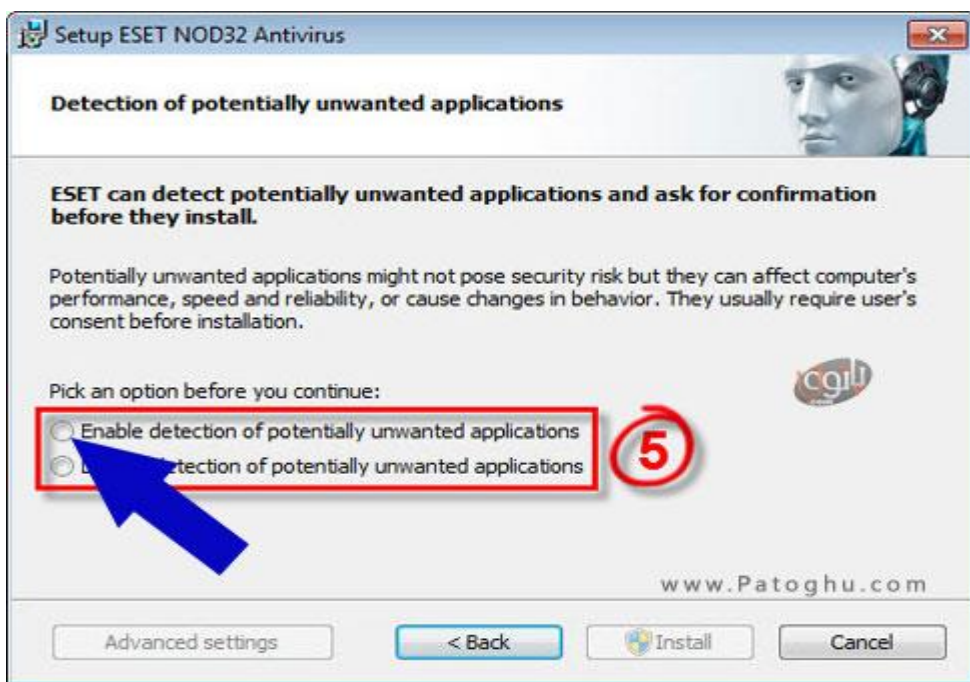 Setup ESET NOD32 Antivirus
Detection of potentially unwanted applications
ESET can detect potentially unwanted applications and ask for confirmation
before they install.
Potentially unwanted applications might not pose security risk but they can affect computer's
performance, speed and reliability, or cause changes in behavior. They usually require user's
consent before installation.
Pick an option before you continue:
Enable detection of potentially unwanted applications
detection of potentially unwanted applications
5
www.Patoghu.com
Advanced settings
< Back
Install
Cancel